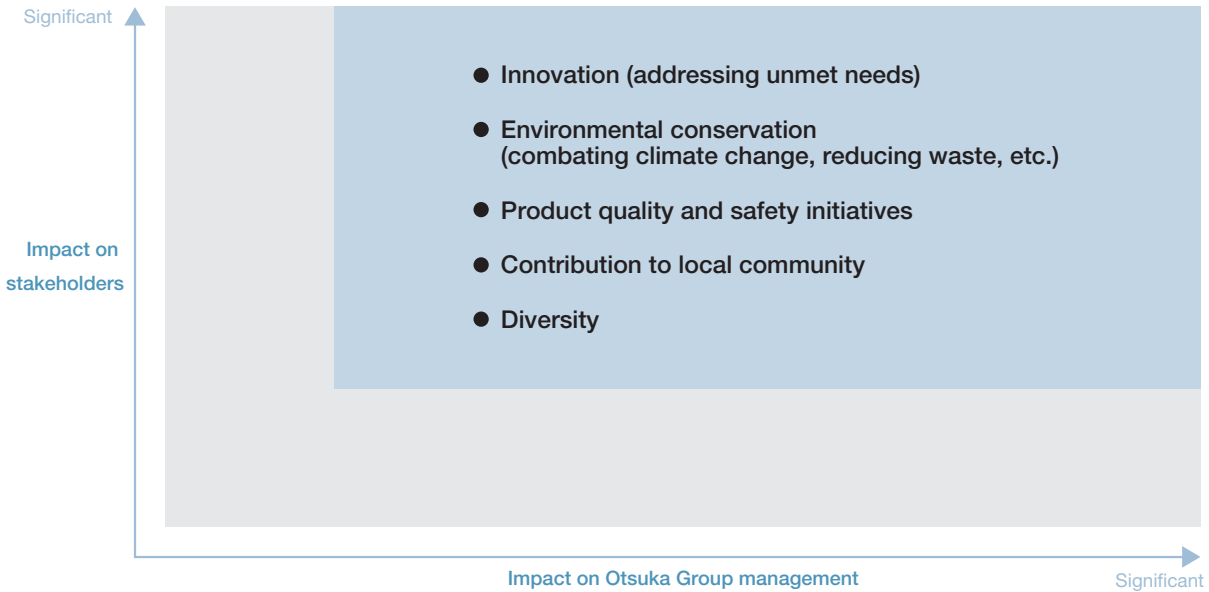 Significant
● Innovation (addressing unmet needs)
● Environmental conservation
(combating climate change, reducing waste, etc.)
● Product quality and safety initiatives
Impact on
stakeholders
● Contribution to local community
● Diversity
Impact on Otsuka Group management
Significant